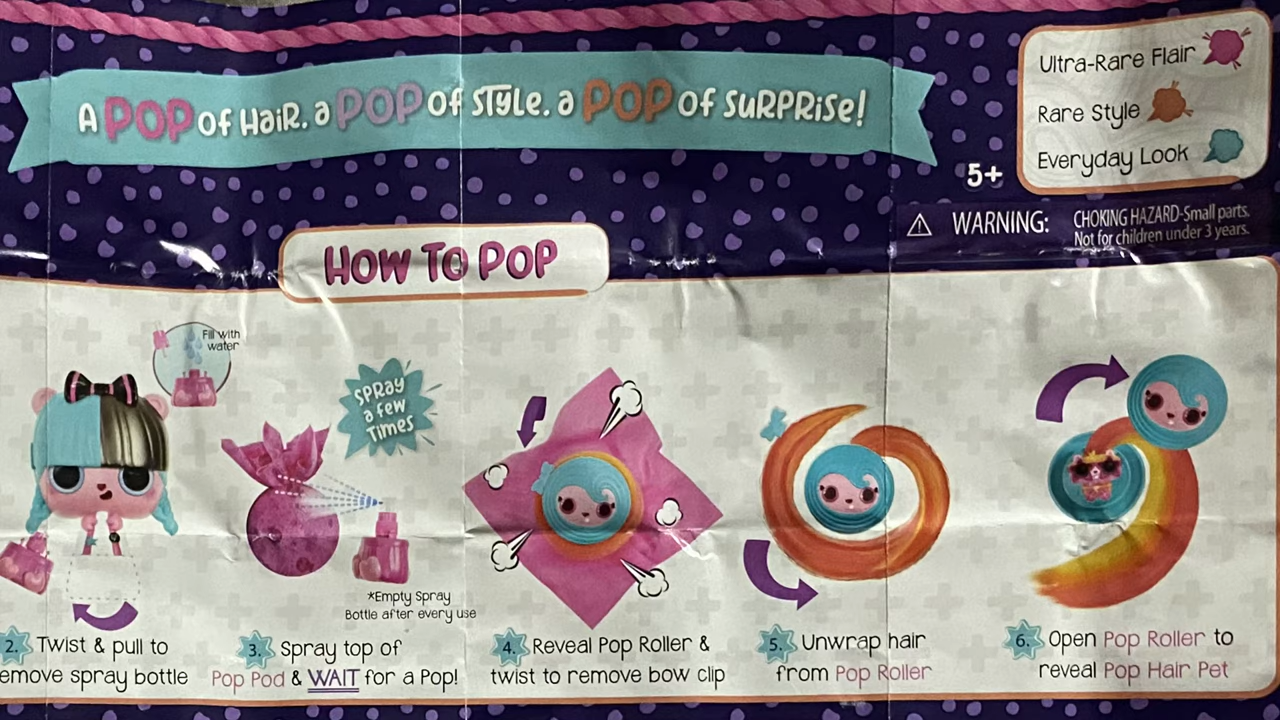 A POP of HaiR. a POP of STYLe. a POP of SuRPRiSe!
Ultra-Rare Flair
Rare Style
Everyday Look
5+
WARNING:
CHOKING HAZARD-Small parts.
Not for children under 3 years.
HOW TO POP
Fill with
water
SPRay
a few
Times
*Empty Spray
Bottle after every use
2. Twist & pull to
emove spray bottle
3. Spray top of
Pop Pod & WAIT for a Pop!
4. Reveal Pop Roller &
twist to remove bow clip
5. Unwrap hair
from Pop Roller
6. Open Pop Roller to
reveal Pop Hair Pet